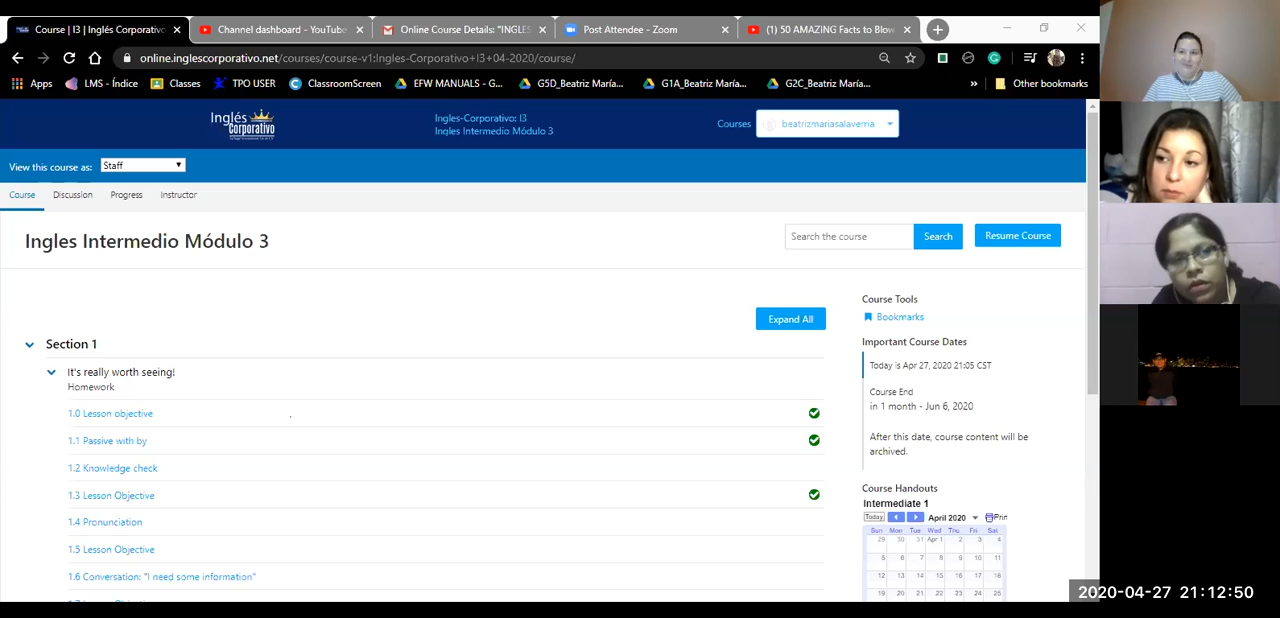 Course | I3 | Inglés Corporativo
Channel dashboard - YouTube
Online Course Details: "INGLES
Post Attendee - Zoom
(1) 50 AMAZING Facts to Blow
online.inglescorporativo.net/courses/course-v1:Ingles-Corporativo+I3+04-2020/course/
Apps
LMS - Índice
Classes
TPO USER
ClassroomScreen
EFW MANUALS - G...
G5D_Beatriz María...
G1A_Beatriz María...
G2C_Beatriz María...
»
Other bookmarks
Inglés
Corporativo
Ingles-Corporativo: I3
Ingles Intermedio Módulo 3
Courses
beatrizmariasalaverria
View this course as:
Staff
Course
Discussion
Progress
Instructor
Ingles Intermedio Módulo 3
Search the course
Search
Resume Course
Expand All
Section 1
It's really worth seeing!
Homework
1.0 Lesson objective
1.1 Passive with by
1.2 Knowledge check
1.3 Lesson Objective
1.4 Pronunciation
1.5 Lesson Objective
1.6 Conversation: "I need some information"
Course Tools
Bookmarks
Important Course Dates
Today is Apr 27, 2020 21:05 CST
Course End
in 1 month - Jun 6, 2020
After this date, course content will be
archived.
Course Handouts
Intermediate 1
Today
April 2020
Prin
Sun Mon Tue Wed Thu Fri Sat
29 30 31 Apr 1 2 3 4
5 6 7 8 9 10 11
12 13 14 15 16 17 18
19 20 21 22 23 24 25
2020-04-27 21:12:50